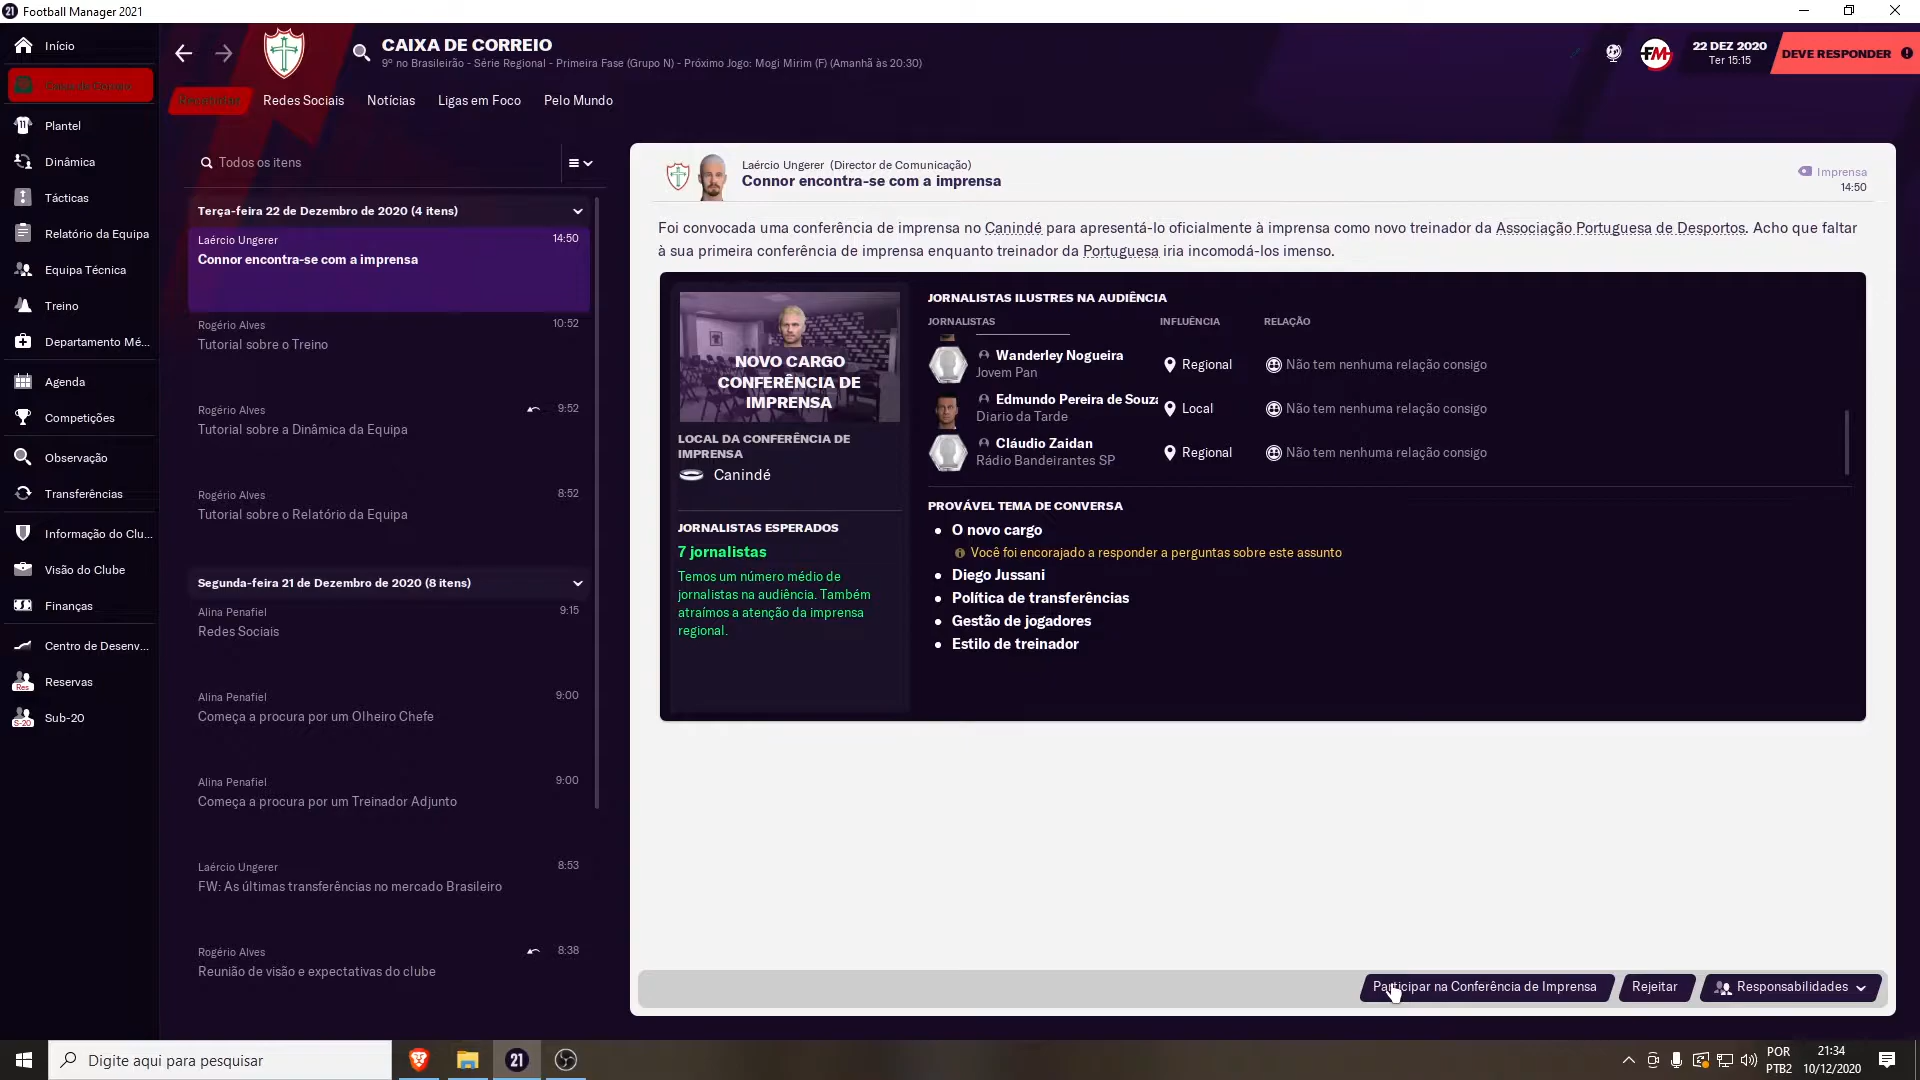 21 Football Manager 2021
Início
Caixa de Correio
Plantel
Dinâmica
Tácticas
Relatório da Equipa
Equipa Técnica
Treino
Departamento Mé...
Agenda
Competições
Observação
Transferências
Informação do Clu...
Visão do Clube
Finanças
Centro de Desenv...
Reservas
Sub-20
CAIXA DE CORREIO
9º no Brasileirão - Série Regional - Primeira Fase (Grupo N) - Próximo Jogo: Mogi Mirim (F) (Amanhã às 20:30)
FM
22 DEZ 2020
Ter 15:15
DEVE RESPONDER
Redes Sociais
Notícias
Ligas em Foco
Pelo Mundo
Todos os itens
Terça-feira 22 de Dezembro de 2020 (4 itens)
Laércio Ungerer 14:50
Connor encontra-se com a imprensa
Rogério Alves 10:52
Tutorial sobre o Treino
Rogério Alves 9:52
Tutorial sobre a Dinâmica da Equipa
Rogério Alves 8:52
Tutorial sobre o Relatório da Equipa
Segunda-feira 21 de Dezembro de 2020 (8 itens)
Alina Penafiel 9:15
Redes Sociais
Alina Penafiel 9:00
Começa a procura por um Olheiro Chefe
Alina Penafiel 9:00
Começa a procura por um Treinador Adjunto
Laércio Ungerer 8:53
FW: As últimas transferências no mercado Brasileiro
Rogério Alves 8:38
Reunião de visão e expectativas do clube
Laércio Ungerer (Director de Comunicação)
Connor encontra-se com a imprensa
Imprensa
14:50
Foi convocada uma conferência de imprensa no Canindé para apresentá-lo oficialmente à imprensa como novo treinador da Associação Portuguesa de Desportos. Acho que faltar
à sua primeira conferência de imprensa enquanto treinador da Portuguesa iria incomodá-los imenso.
NOVO CARGO
CONFERÊNCIA DE
IMPRENSA
LOCAL DA CONFERÊNCIA DE
IMPRENSA
Canindé
JORNALISTAS ESPERADOS
7 jornalistas
Temos um número médio de
jornalistas na audiência. Também
atraímos a atenção da imprensa
regional.
JORNALISTAS ILUSTRES NA AUDIÊNCIA
JORNALISTAS INFLUÊNCIA RELAÇÃO
Wanderley Nogueira
Jovem Pan
Regional
Não tem nenhuma relação consigo
Edmundo Pereira de Souza
Diario da Tarde
Local
Não tem nenhuma relação consigo
Cláudio Zaidan
Rádio Bandeirantes SP
Regional
Não tem nenhuma relação consigo
PROVÁVEL TEMA DE CONVERSA
O novo cargo
Você foi encorajado a responder a perguntas sobre este assunto
Diego Jussani
Política de transferências
Gestão de jogadores
Estilo de treinador
Participar na Conferência de Imprensa
Rejeitar
Responsabilidades
Digite aqui para pesquisar
21
POR
PTB2
21:34
10/12/2020